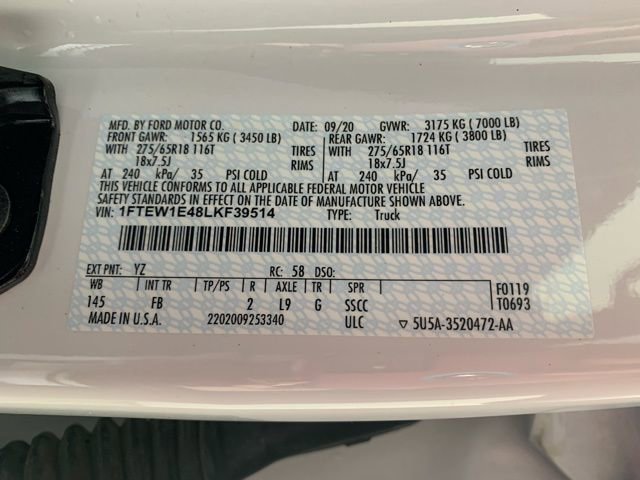 MFD. BY FORD MOTOR CO. DATE: 09/20 GVWR: 3175 KG ( 7000 LB)
FRONT GAWR: 1565 KG ( 3450 LB) REAR GAWR: 1724 KG ( 3800 LB)
WITH 275/65R18 116T TIRES WITH 275/65R18 116T TIRES
18x7.5J RIMS 18x7.5J RIMS
AT 240 kPa/ 35 PSI COLD AT 240 kPa/ 35 PSI COLD
THIS VEHICLE CONFORMS TO ALL APPLICABLE FEDERAL MOTOR VEHICLE
SAFETY STANDARDS IN EFFECT ON THE DATE OF MANUFACTURE SHOWN ABOVE.
VIN: 1FTEW1E48LKF39514 TYPE: Truck
EXT PNT: YZ RC: 58 DSO:
WB INT TR TP/PS R AXLE TR SPR F0119
145 FB 2 L9 G SSCC T0693
MADE IN U.S.A. 2202009253340 ULC ▽ 5U5A-3520472-AA